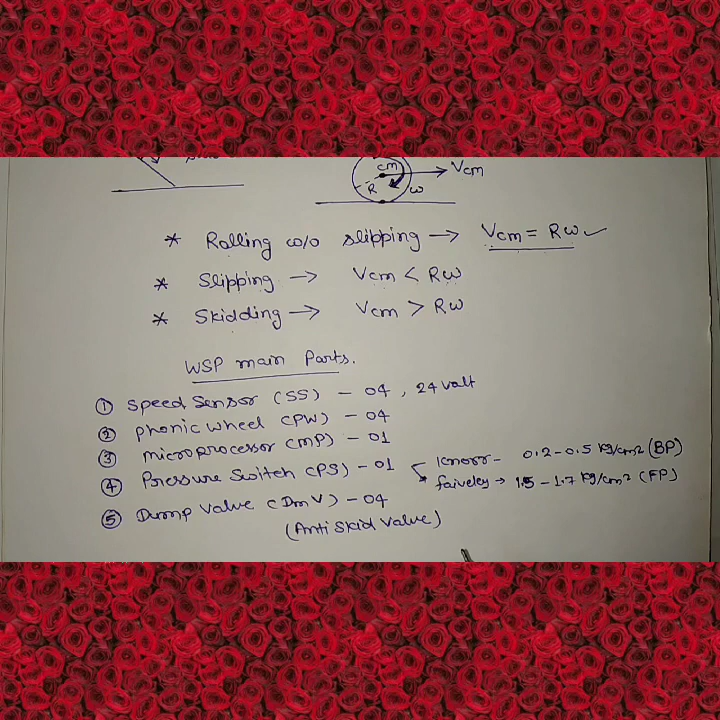 cm Vcm
R ω
* Rolling w/o slipping → Vcm = Rω ✓
* Slipping → Vcm < Rω
* Skidding → Vcm > Rω
WSP main Parts.
① Speed Sensor (SS) - 04, 24 volt
② phonic wheel (PW) - 04
③ microprocessor (MP) - 01
④ Pressure Switch (PS) - 01
Knorr - 0.2 - 0.5 kg/cm2 (BP)
faiveley → 1.5 - 1.7 kg/cm2 (FP)
⑤ Dump valve (DmV) - 04
(Anti Skid Valve)